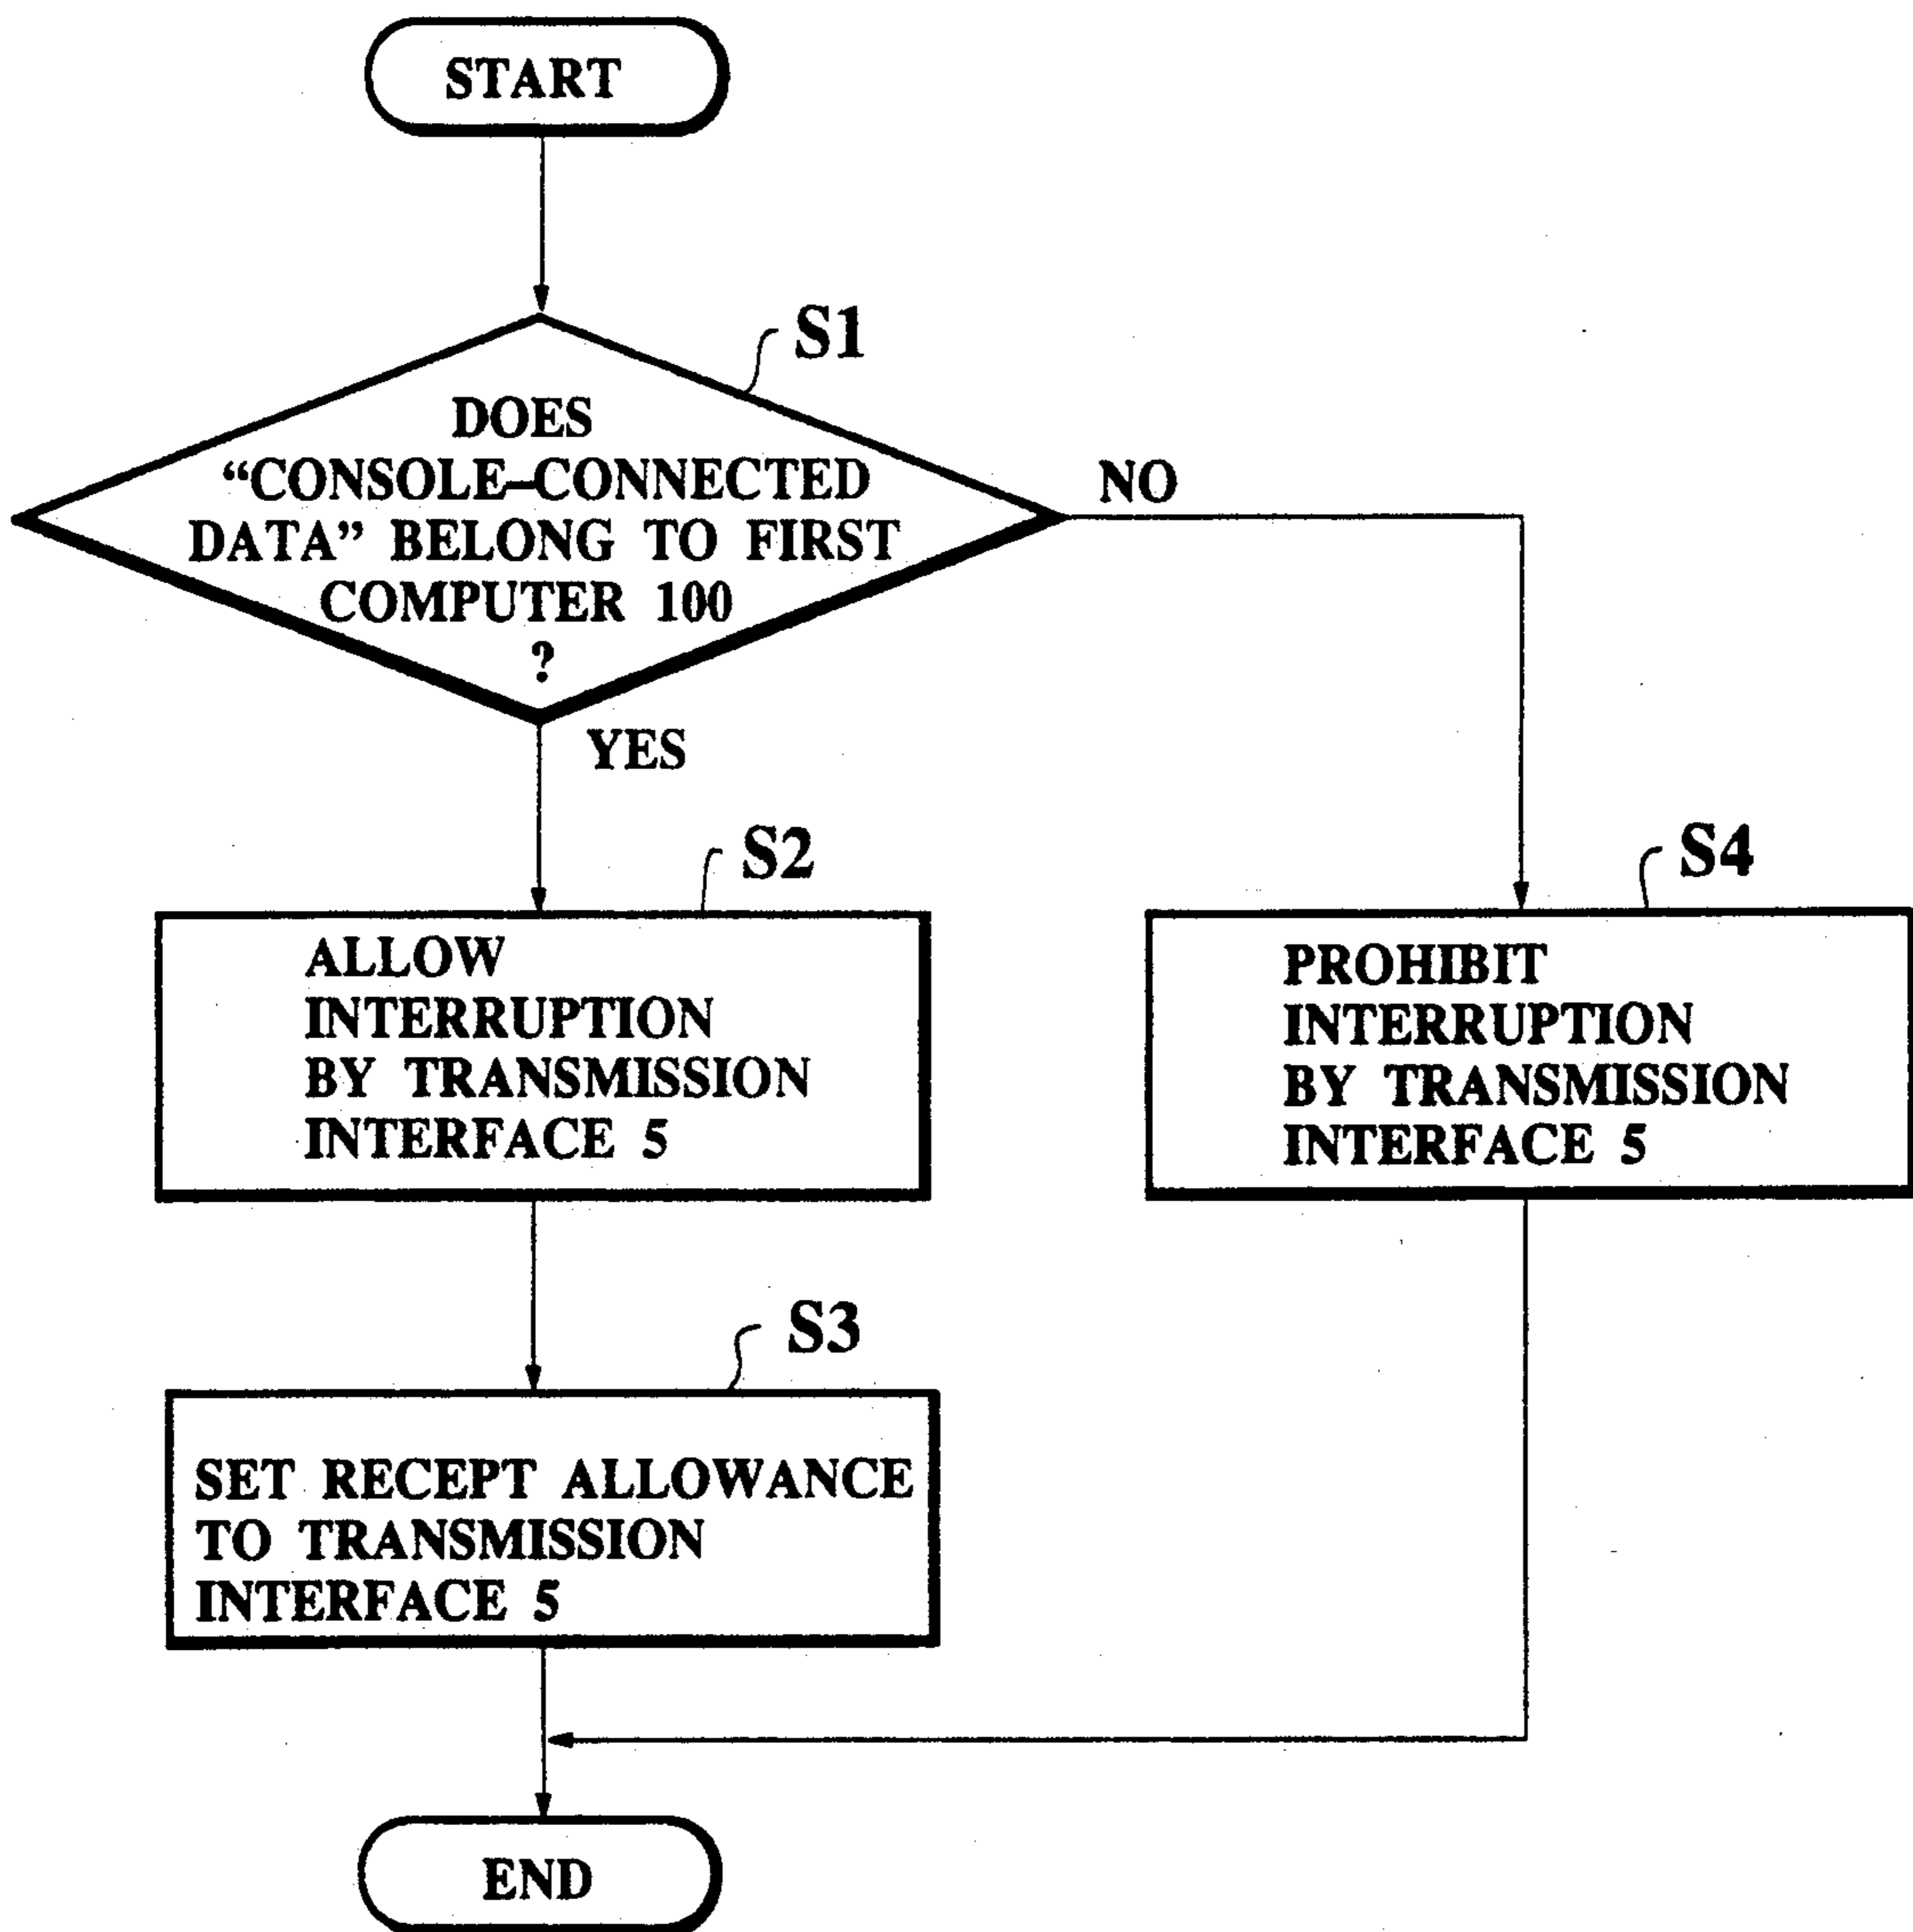 START
S1
DOES
“CONSOLE-CONNECTED
DATA” BELONG TO FIRST
COMPUTER 100
?
NO
YES
S2
ALLOW
INTERRUPTION
BY TRANSMISSION
INTERFACE 5
S4
PROHIBIT
INTERRUPTION
BY TRANSMISSION
INTERFACE 5
S3
SET RECEPT ALLOWANCE
TO TRANSMISSION
INTERFACE 5
END